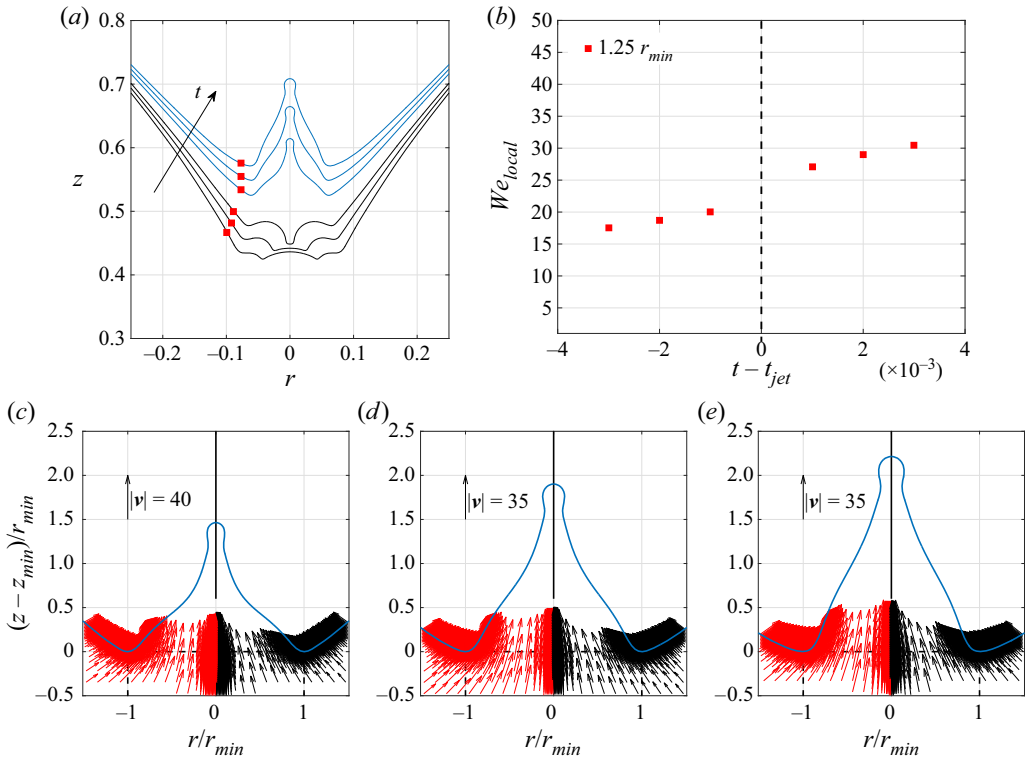 (a)
0.8
0.7
0.6
0.5
0.4
0.3
z
t
–0.2 –0.1 0 0.1 0.2
r
(b)
50
45
40
35
30
25
20
15
10
5
We_local
1.25 r_min
–4 –2 0 2 4
t – t_jet
(×10⁻³)
(c)
2.5
2.0
1.5
1.0
0.5
0
–0.5
(z – z_min)/r_min
|v| = 40
–1 0 1
r/r_min
(d)
2.5
2.0
1.5
1.0
0.5
0
–0.5
|v| = 35
–1 0 1
r/r_min
(e)
2.5
2.0
1.5
1.0
0.5
0
–0.5
|v| = 35
–1 0 1
r/r_min